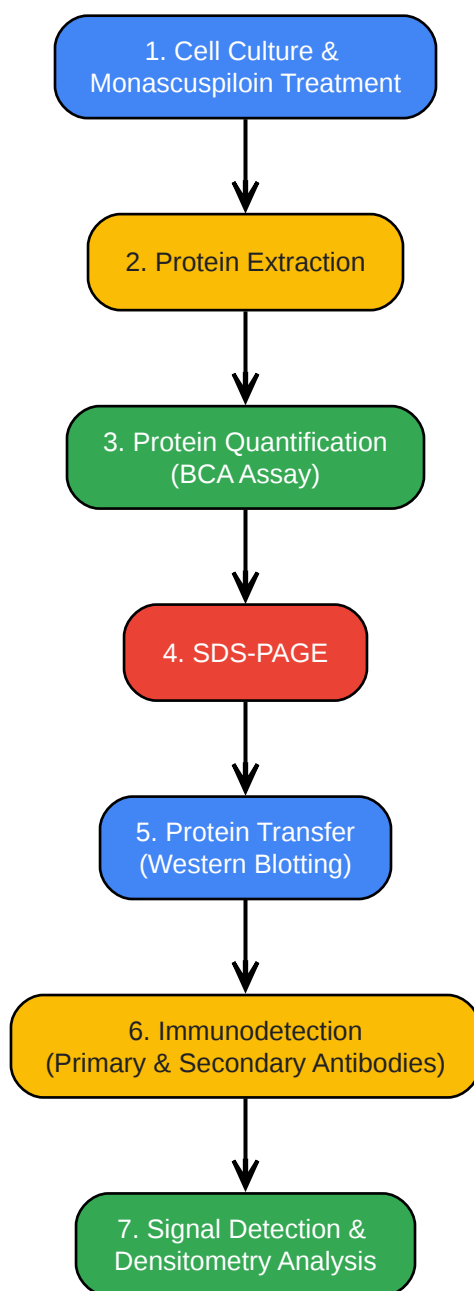 1. Cell Culture &
Monascuspiloin Treatment
2. Protein Extraction
3. Protein Quantification
(BCA Assay)
4. SDS-PAGE
5. Protein Transfer
(Western Blotting)
6. Immunodetection
(Primary & Secondary Antibodies)
7. Signal Detection &
Densitometry Analysis